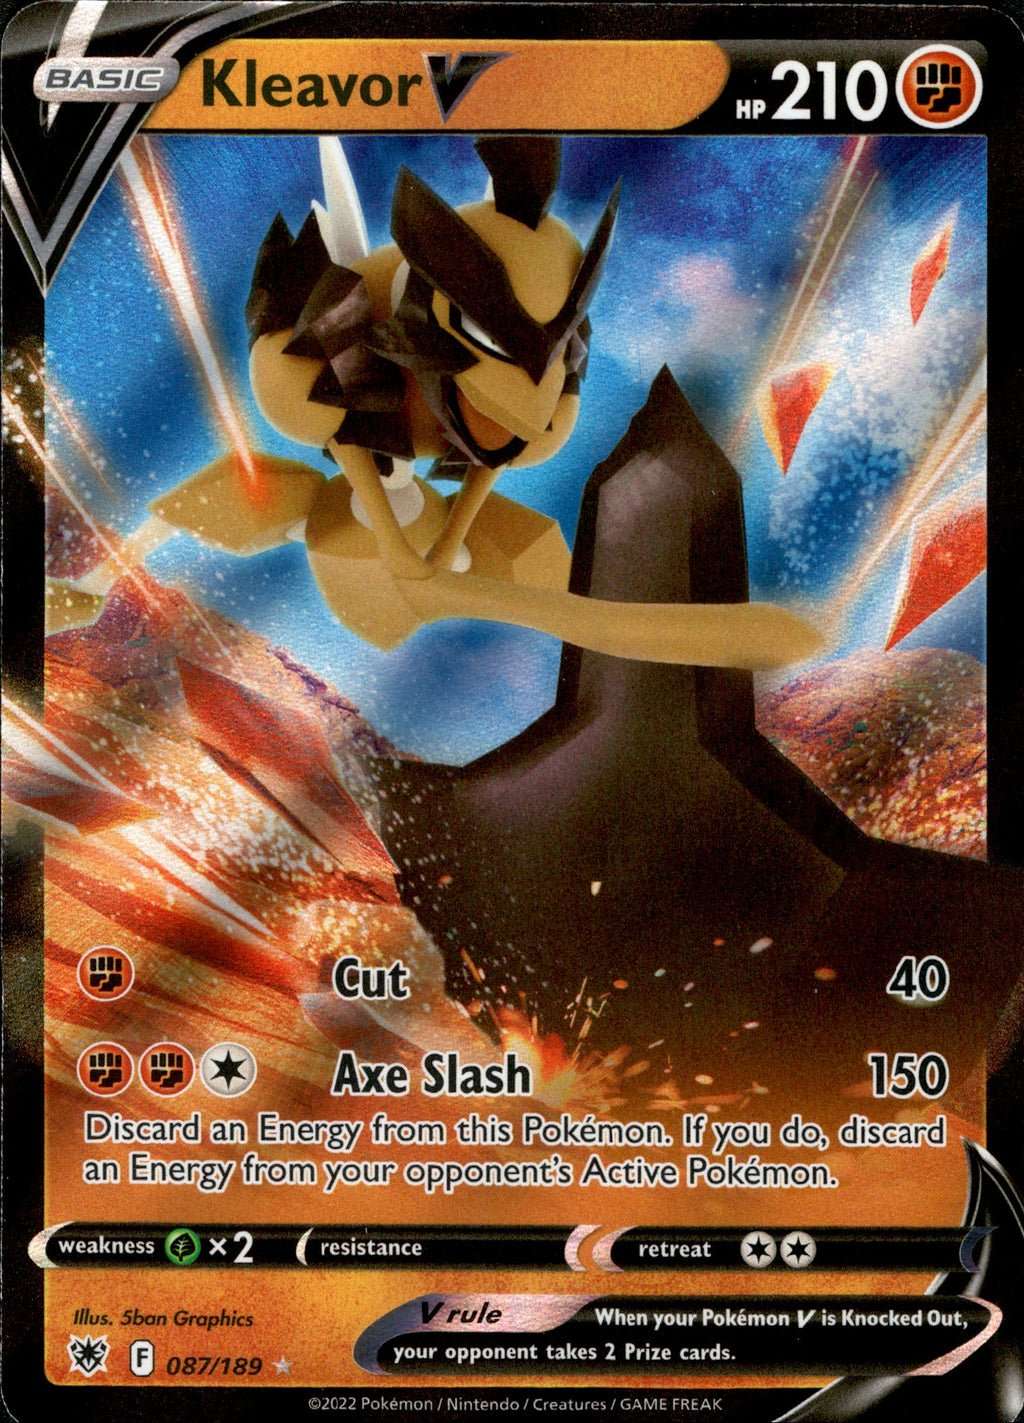 BASIC Kleavor V HP 210
Cut 40
Axe Slash 150
Discard an Energy from this Pokémon. If you do, discard
an Energy from your opponent's Active Pokémon.
weakness ×2 resistance retreat
Illus. 5ban Graphics
V rule When your Pokémon V is Knocked Out,
your opponent takes 2 Prize cards.
F 087/189
©2022 Pokémon / Nintendo / Creatures / GAME FREAK